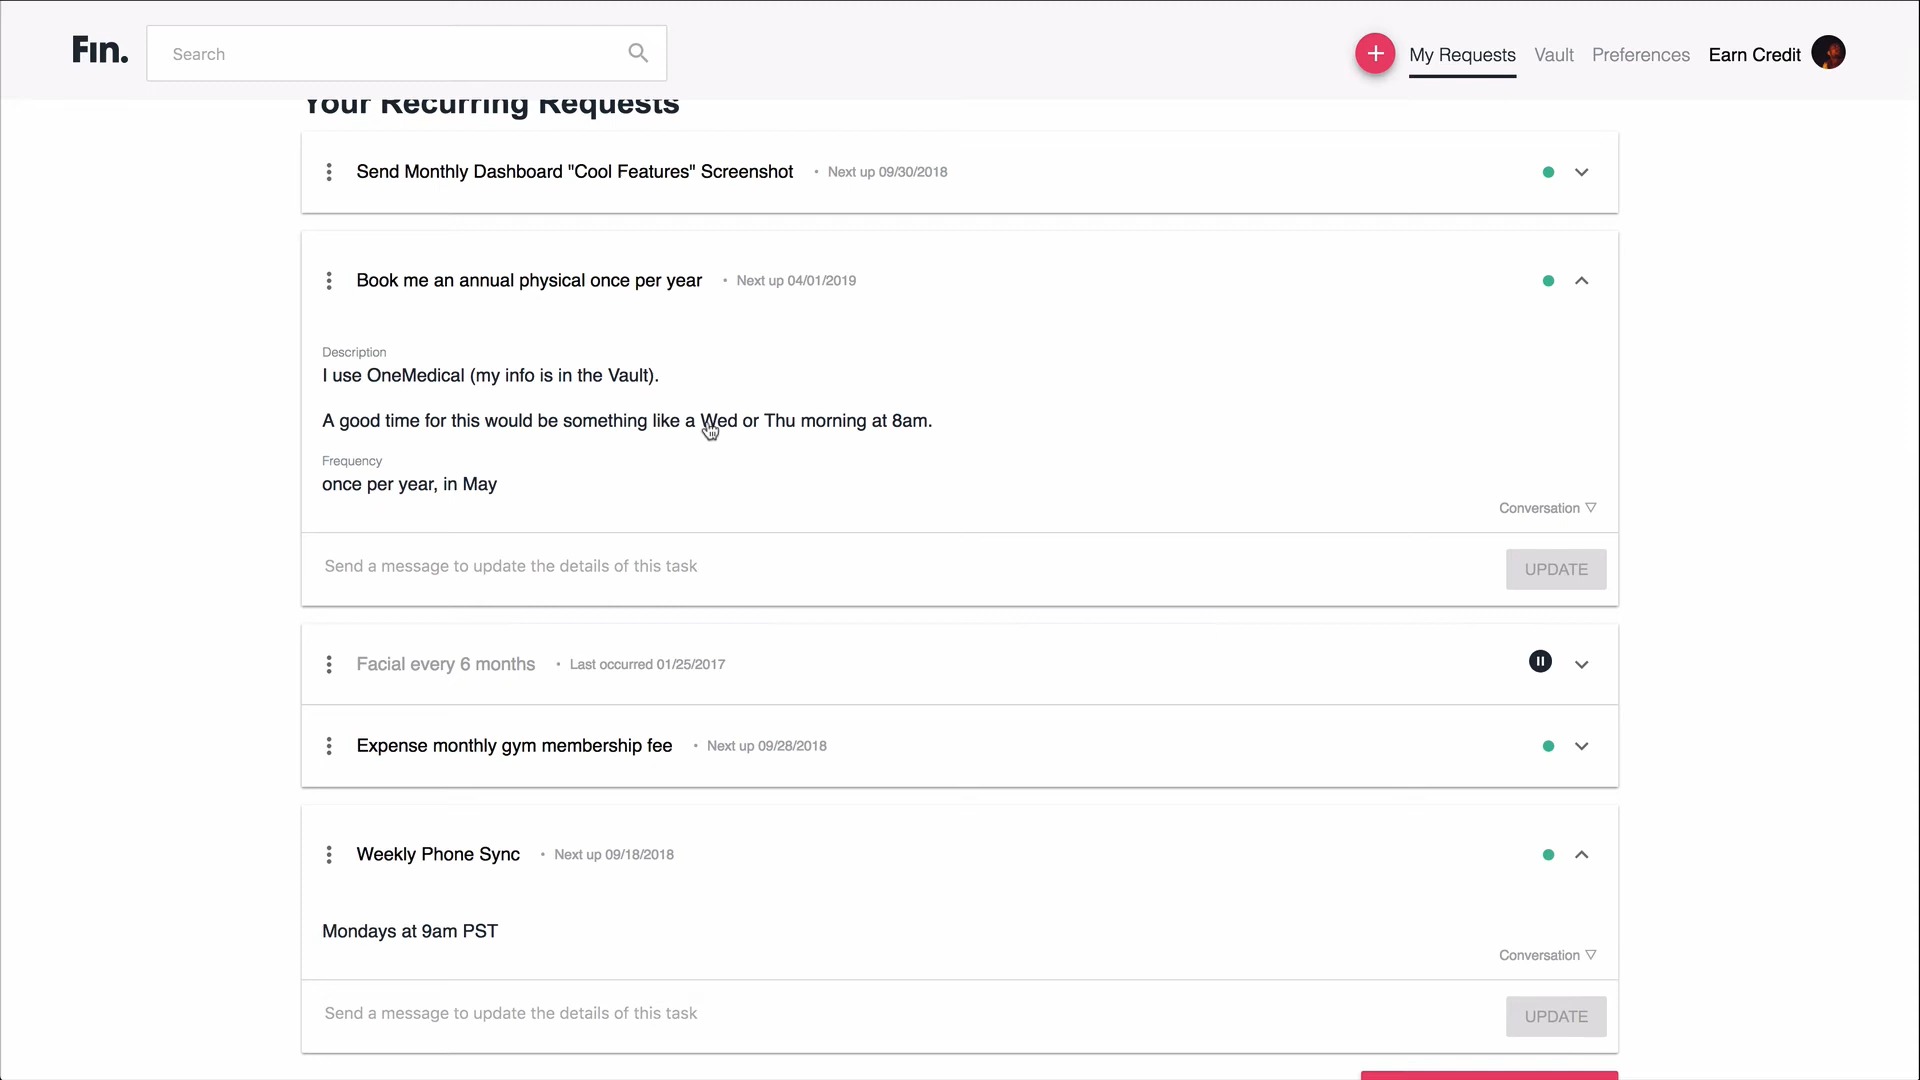 Fin.
Search
My Requests
Vault
Preferences
Earn Credit
Your Recurring Requests
Send Monthly Dashboard "Cool Features" Screenshot • Next up 09/30/2018
Book me an annual physical once per year • Next up 04/01/2019
Description
I use OneMedical (my info is in the Vault).
A good time for this would be something like a Wed or Thu morning at 8am.
Frequency
once per year, in May
Conversation ▽
Send a message to update the details of this task
UPDATE
Facial every 6 months • Last occurred 01/25/2017
Expense monthly gym membership fee • Next up 09/28/2018
Weekly Phone Sync • Next up 09/18/2018
Mondays at 9am PST
Conversation ▽
Send a message to update the details of this task
UPDATE